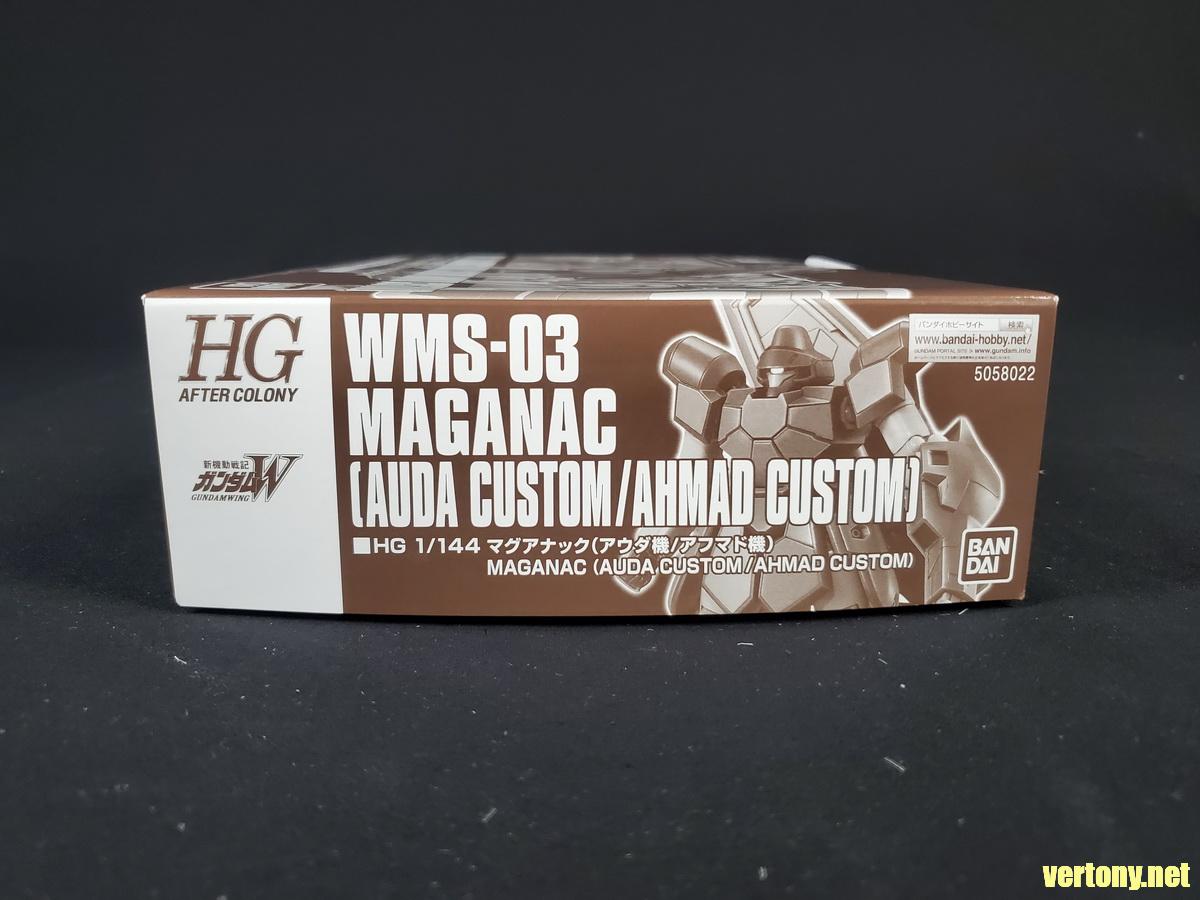 HG
AFTER COLONY
新機動戦記
ガンダムW
GUNDAMWING
WMS-03
MAGANAC
(AUDA CUSTOM/AHMAD CUSTOM)
■HG 1/144 マグアナック(アウダ機/アフマド機)
MAGANAC (AUDA CUSTOM/AHMAD CUSTOM)
バンダイホビーサイト 検索
www.bandai-hobby.net/
GUNDAM PORTAL SITE > www.gundam.info
5058022
BAN
DAI
vertony.net